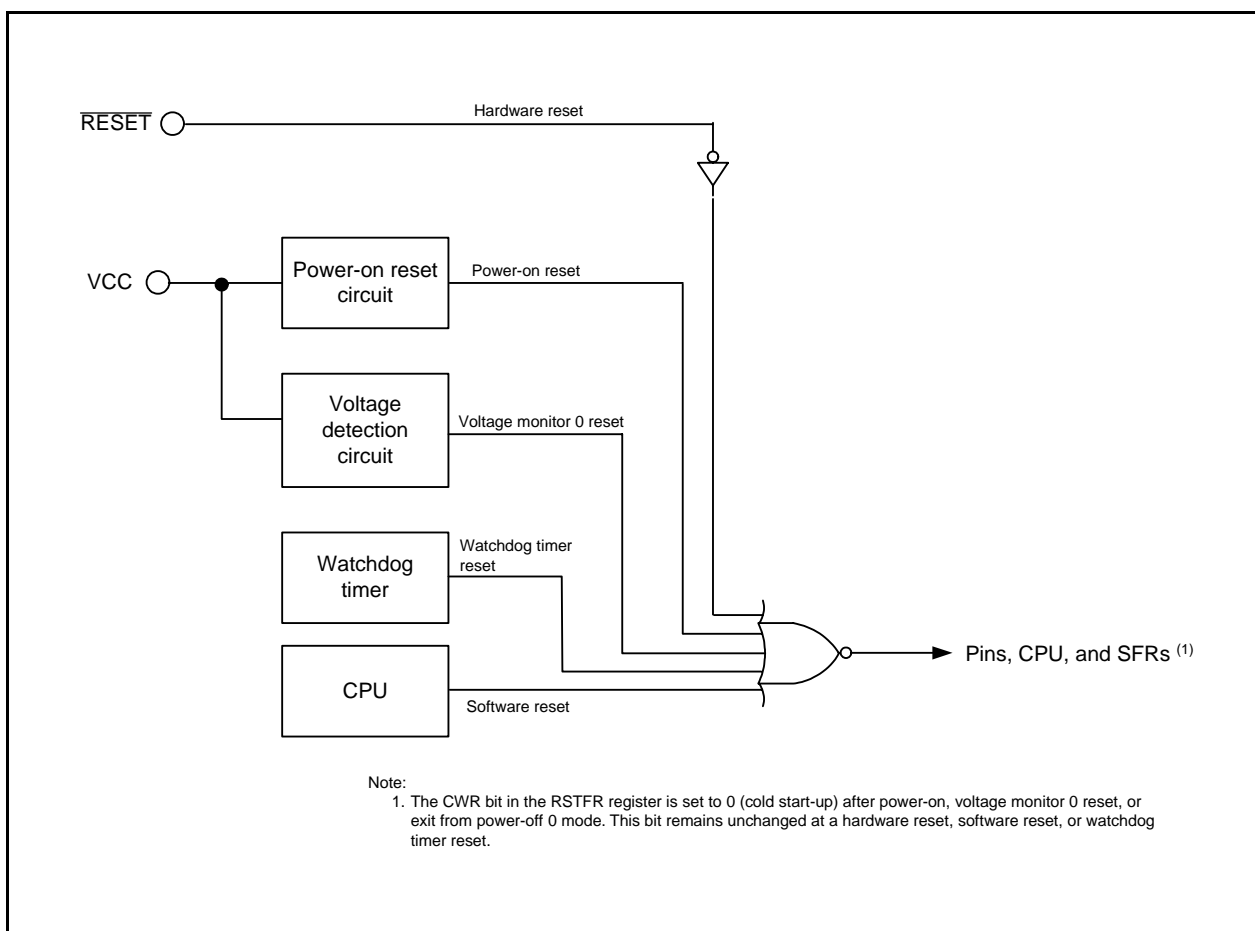 Hardware reset
RESET
Power-on reset
circuit
Power-on reset
VCC
Voltage
detection
circuit
Voltage monitor 0 reset
Watchdog
timer
Watchdog timer
reset
Pins, CPU, and SFRs (1)
CPU
Software reset
Note:
1. The CWR bit in the RSTFR register is set to 0 (cold start-up) after power-on, voltage monitor 0 reset, or
exit from power-off 0 mode. This bit remains unchanged at a hardware reset, software reset, or watchdog
timer reset.